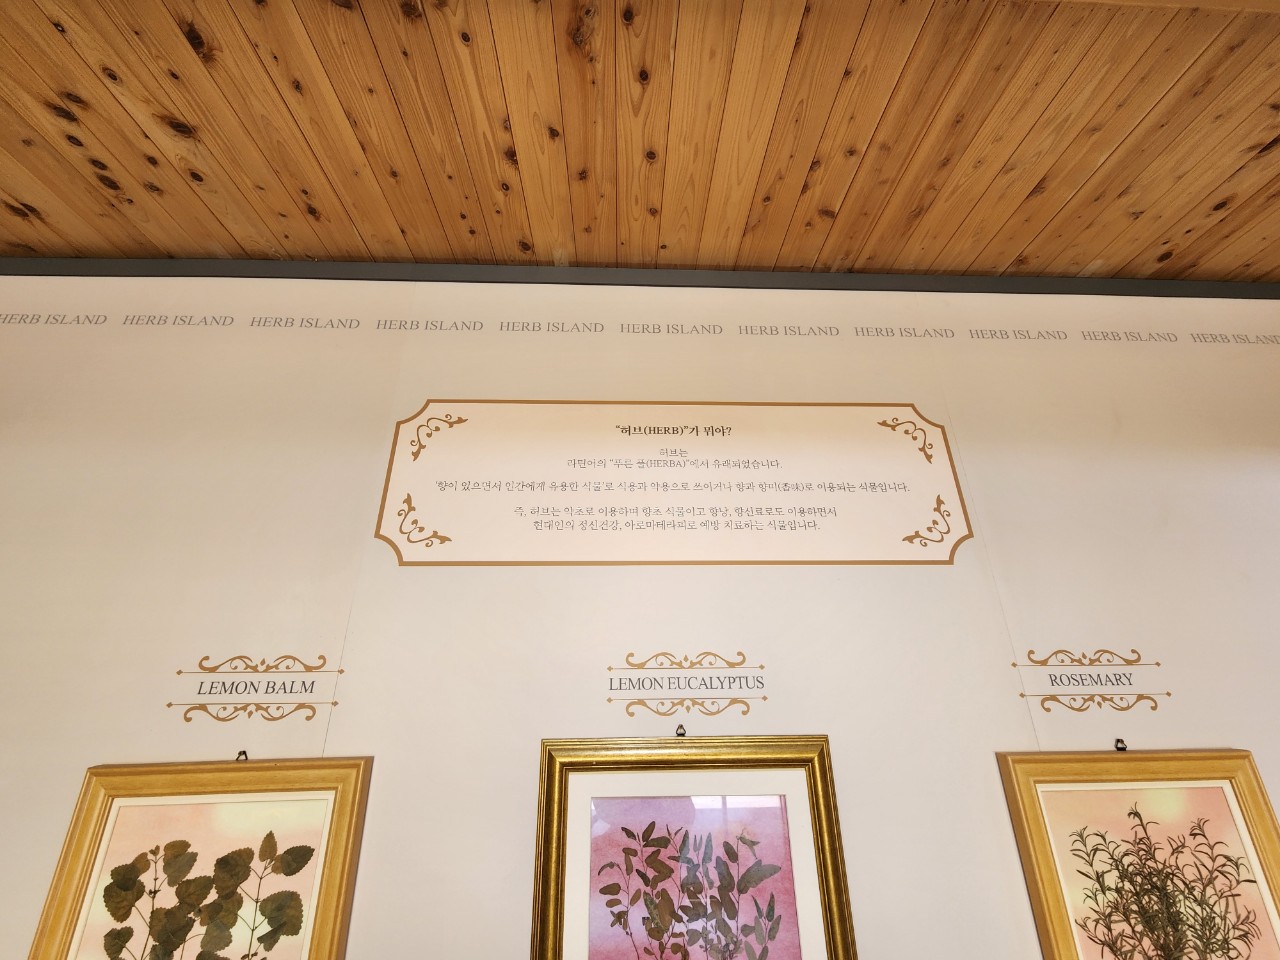 HERB ISLAND HERB ISLAND HERB ISLAND HERB ISLAND HERB ISLAND HERB ISLAND HERB ISLAND HERB ISLAND HERB ISLAND HERB ISLAND HERB ISLAND
"허브(HERB)"가 뭐야?
허브는
라틴어의 "푸른 풀(HERBA)"에서 유래되었습니다.
'향이 있으면서 인간에게 유용한 식물'로 식용과 약용으로 쓰이거나 향과 향미(香味)로 이용되는 식물입니다.
즉, 허브는 약초로 이용하며 향초 식물이고 향낭, 향신료로도 이용하면서
현대인의 정신건강, 아로마테라피로 예방 치료하는 식물입니다.
LEMON BALM
LEMON EUCALYPTUS
ROSEMARY